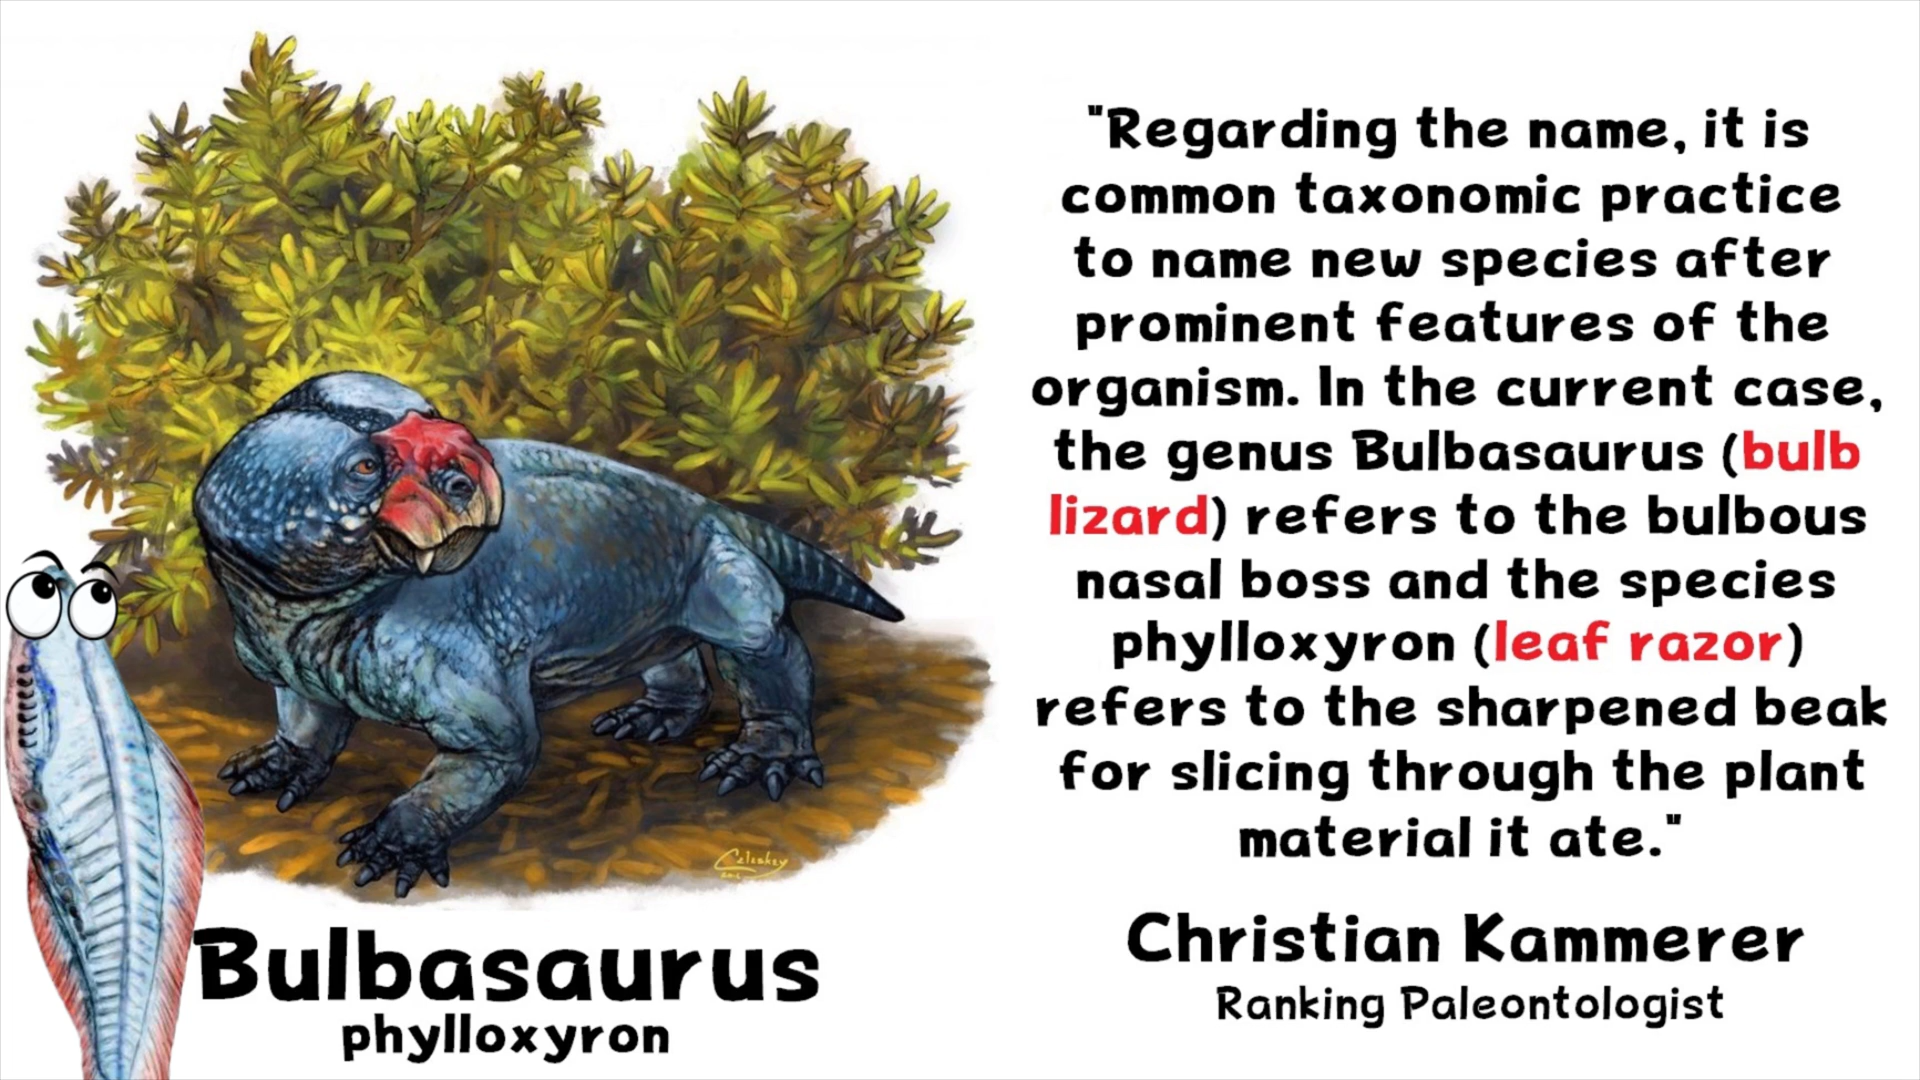 "Regarding the name, it is
common taxonomic practice
to name new species after
prominent features of the
organism. In the current case,
the genus Bulbasaurus (bulb
lizard) refers to the bulbous
nasal boss and the species
phylloxyron (leaf razor)
refers to the sharpened beak
for slicing through the plant
material it ate."
Christian Kammerer
Ranking Paleontologist
Bulbasaurus
phylloxyron